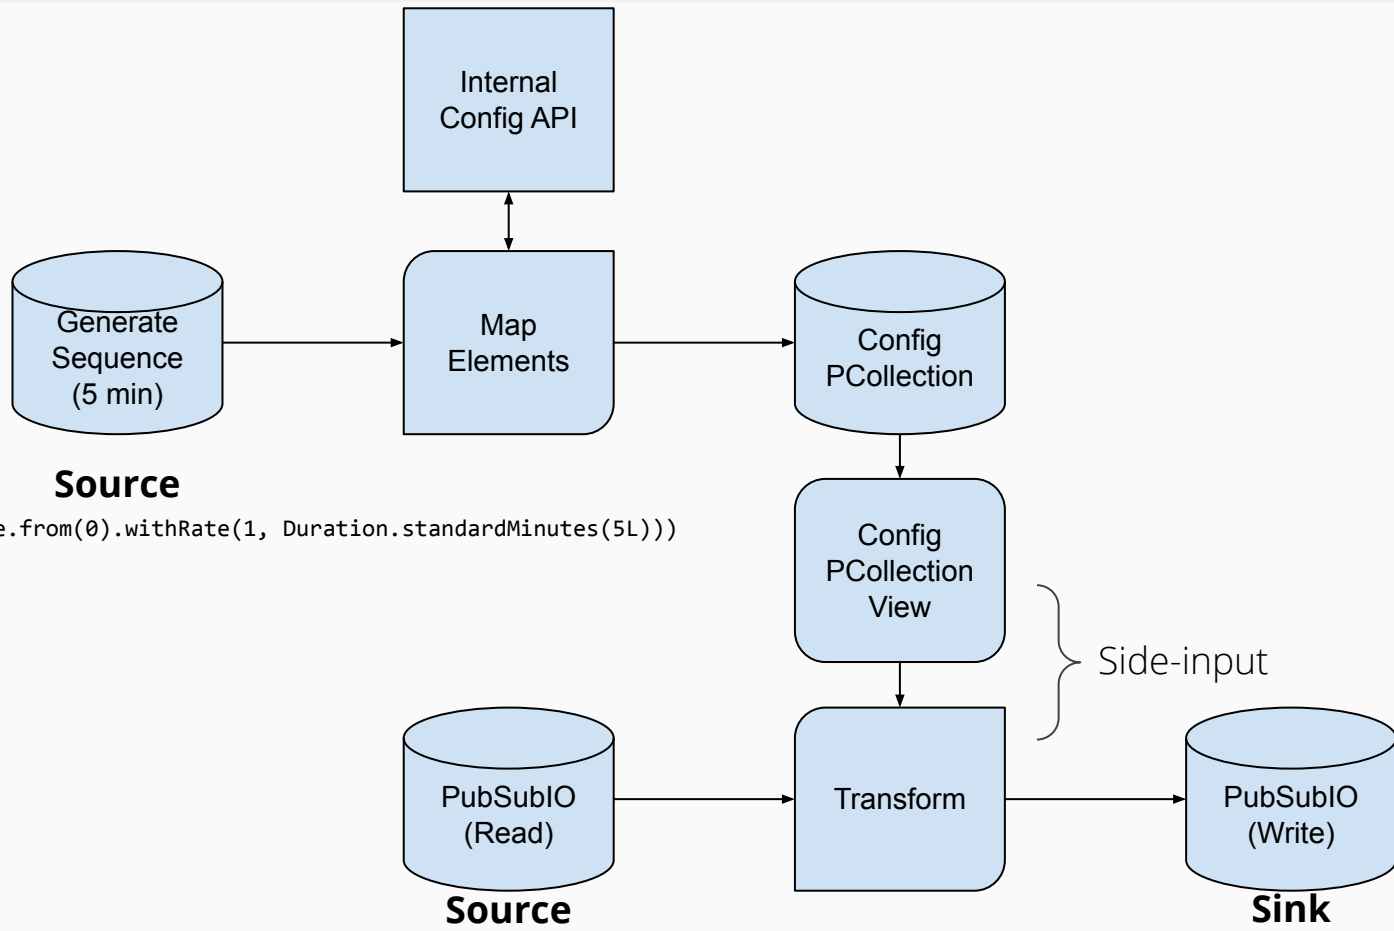 Internal
Config API
Generate
Sequence
(5 min)
Map
Elements
Config
PCollection
Source
e.from(0).withRate(1, Duration.standardMinutes(5L)))
Config
PCollection
View
Side-input
PubSubIO
(Read)
Transform
PubSubIO
(Write)
Source
Sink